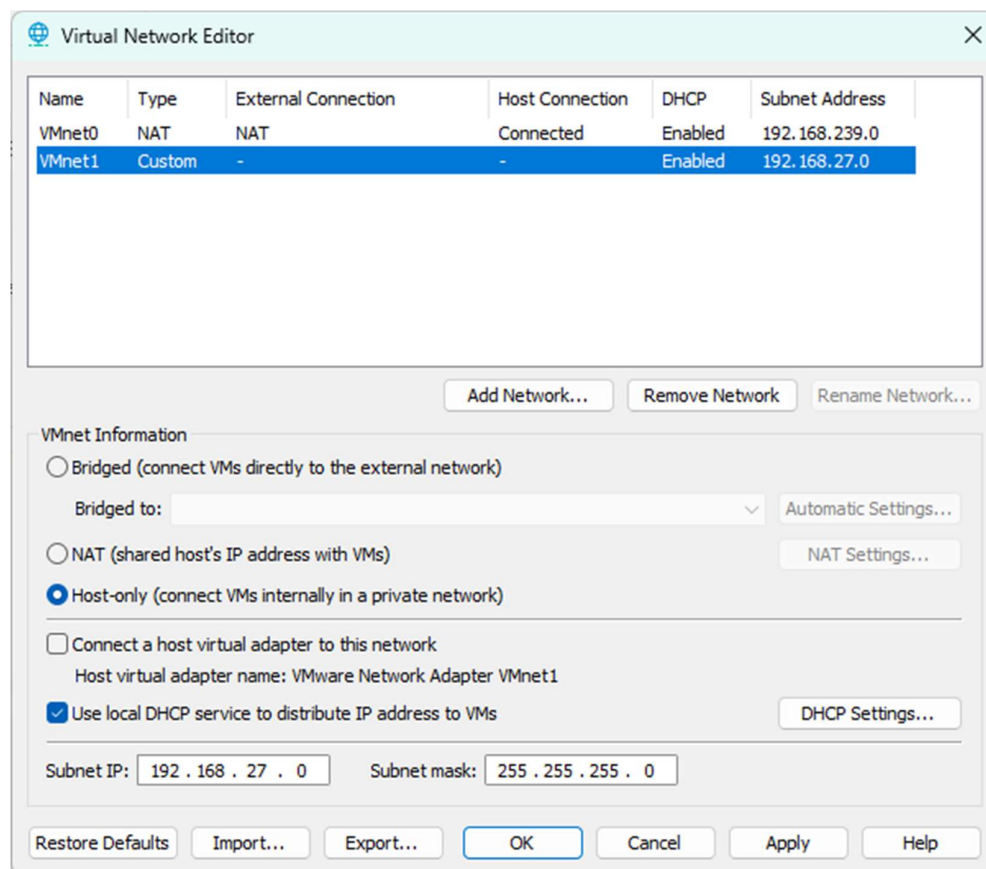 Virtual Network Editor
Name Type External Connection Host Connection DHCP Subnet Address
VMnet0 NAT NAT Connected Enabled 192.168.239.0
VMnet1 Custom - - Enabled 192.168.27.0
Add Network... Remove Network Rename Network...
VMnet Information
Bridged (connect VMs directly to the external network)
Bridged to: Automatic Settings...
NAT (shared host's IP address with VMs) NAT Settings...
Host-only (connect VMs internally in a private network)
Connect a host virtual adapter to this network
Host virtual adapter name: VMware Network Adapter VMnet1
Use local DHCP service to distribute IP address to VMs DHCP Settings...
Subnet IP: 192 . 168 . 27 . 0 Subnet mask: 255 . 255 . 255 . 0
Restore Defaults Import... Export... OK Cancel Apply Help